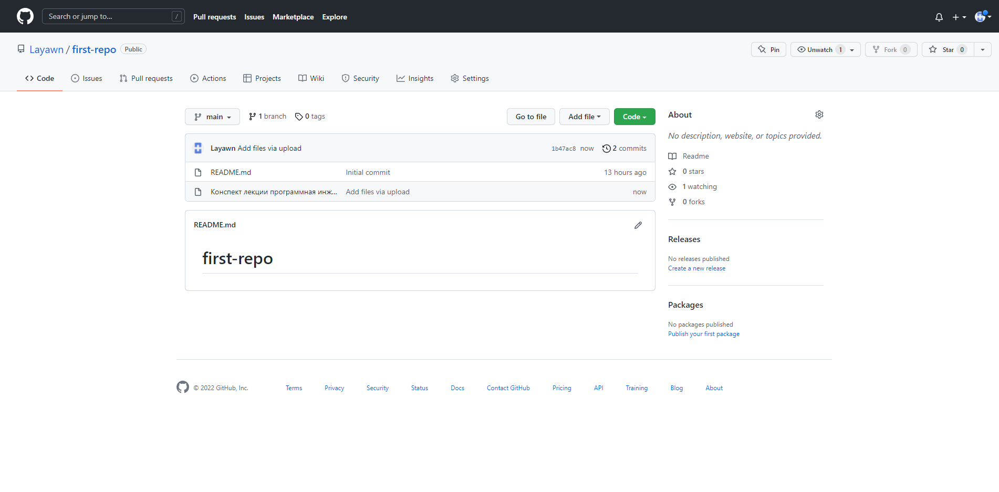 Search or jump to... /
Pull requests Issues Marketplace Explore
Layawn / first-repo Public
Pin Unwatch 1 Fork 0 Star 0
Code Issues Pull requests Actions Projects Wiki Security Insights Settings
main 1 branch 0 tags Go to file Add file Code
Layawn Add files via upload 1b47ac8 now 2 commits
README.md Initial commit 13 hours ago
Конспект лекции программная инж... Add files via upload now
README.md
first-repo
About
No description, website, or topics provided.
Readme
0 stars
1 watching
0 forks
Releases
No releases published
Create a new release
Packages
No packages published
Publish your first package
© 2022 GitHub, Inc. Terms Privacy Security Status Docs Contact GitHub Pricing API Training Blog About